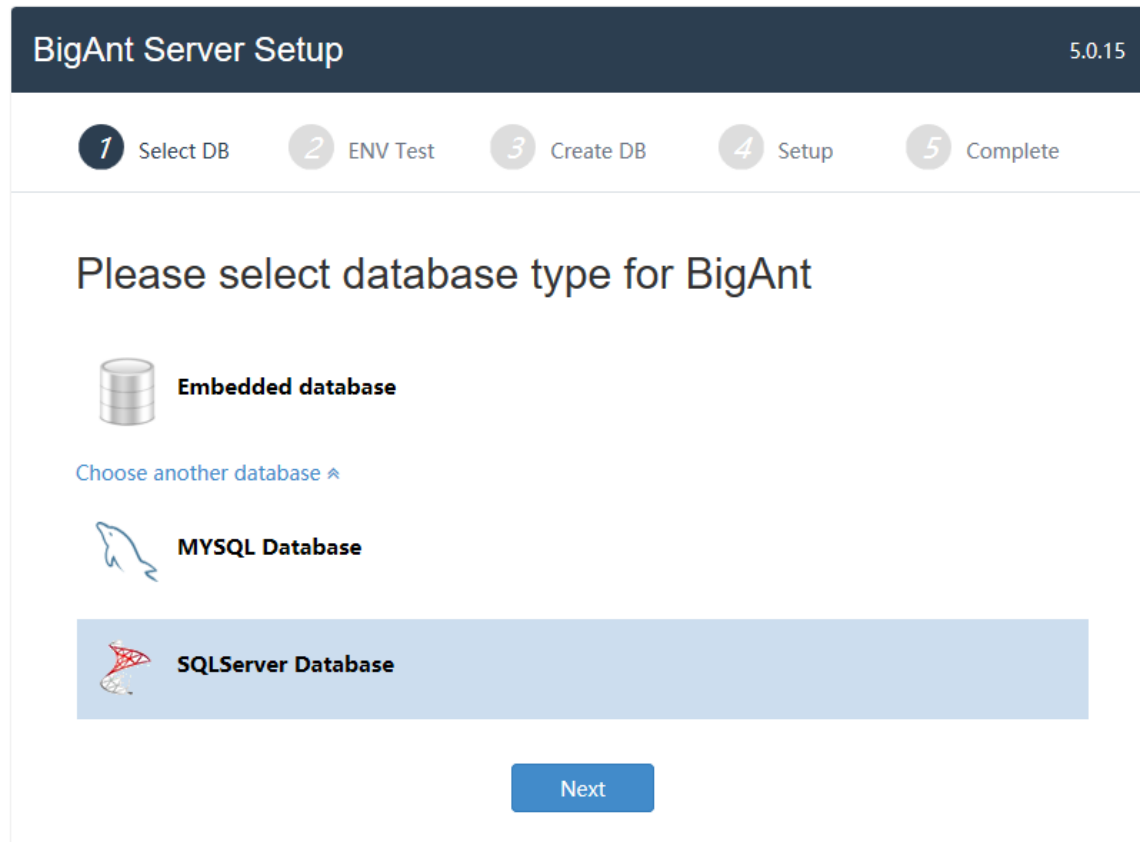 BigAnt Server Setup 5.0.15
1 Select DB 2 ENV Test 3 Create DB 4 Setup 5 Complete
Please select database type for BigAnt
Embedded database
Choose another database
MYSQL Database
SQLServer Database
Next